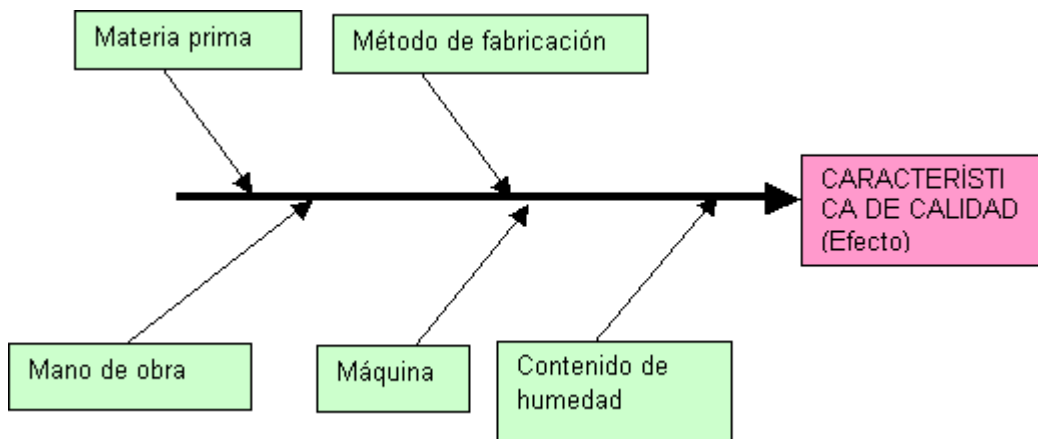 Materia prima
Método de fabricación
CARACTERÍSTI
CA DE CALIDAD
(Efecto)
Mano de obra
Máquina
Contenido de
humedad